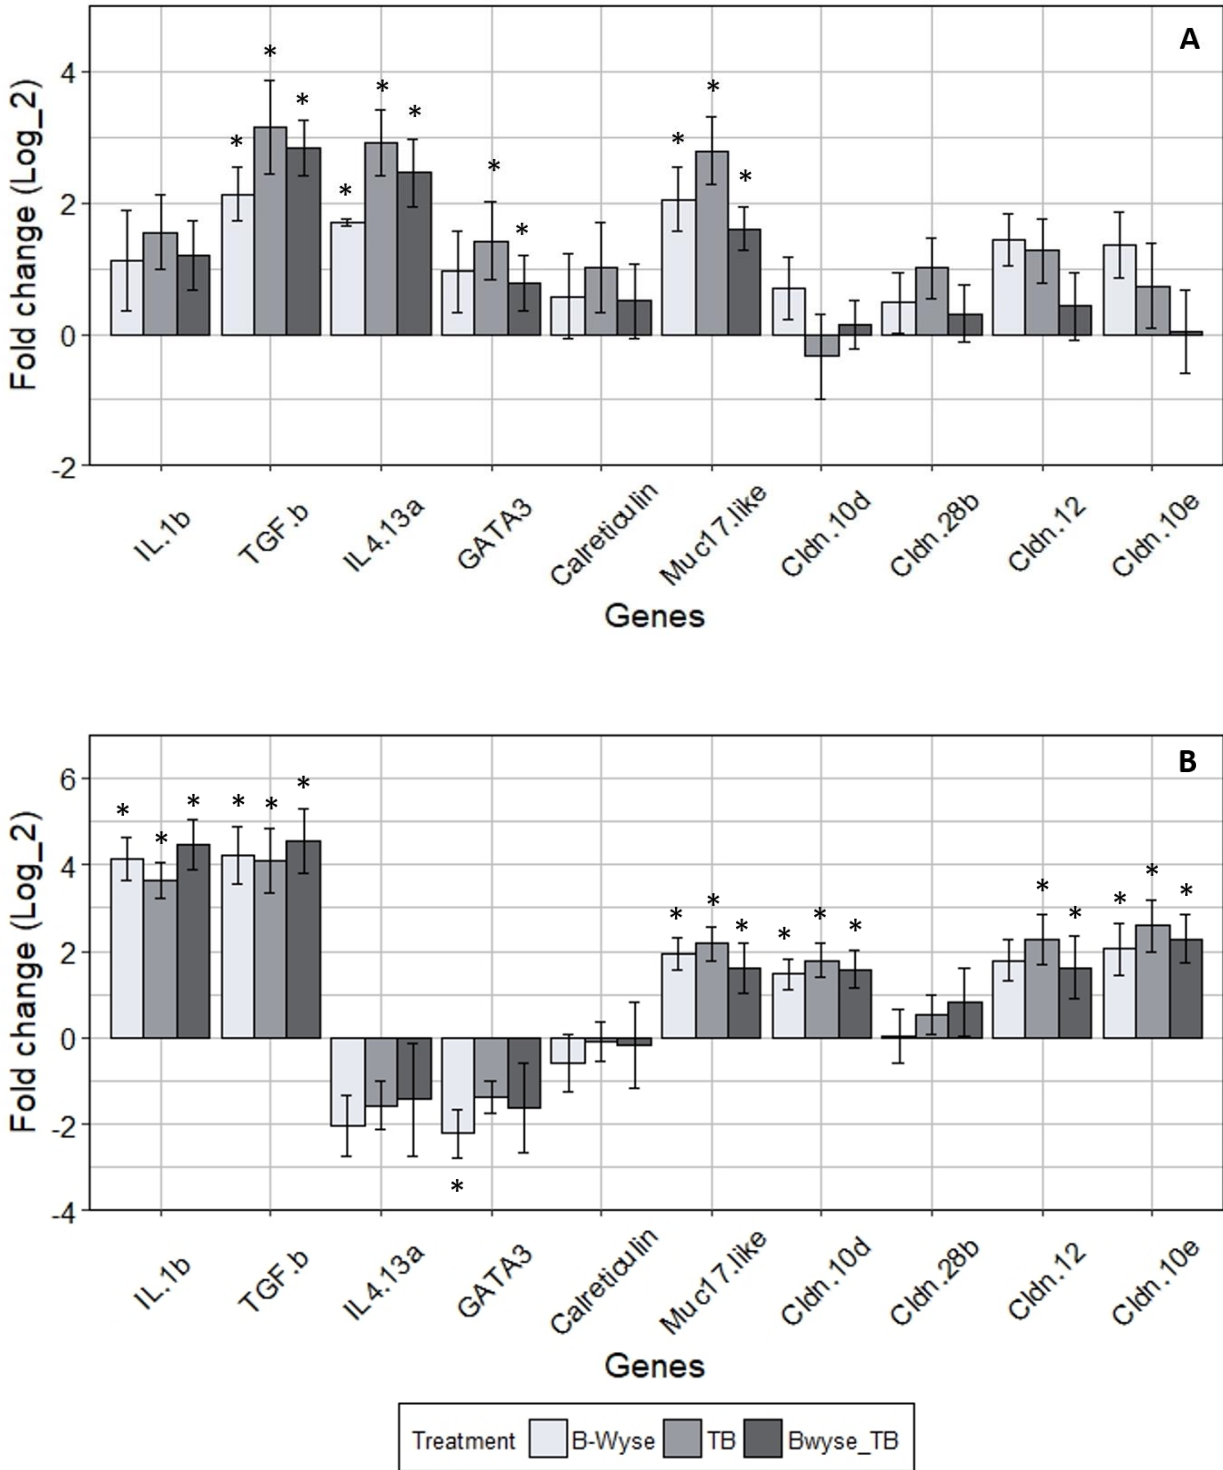 A
Fold change (Log_2)
4
2
0
-2
* * * * * * * * * * *
IL.1b TGF.b IL4.13a GATA3 Calreticulin Muc17.like Cldn.10d Cldn.28b Cldn.12 Cldn.10e
Genes
B
Fold change (Log_2)
6
4
2
0
-2
-4
* * * * * * * * * * * * * * * * * *
IL.1b TGF.b IL4.13a GATA3 Calreticulin Muc17.like Cldn.10d Cldn.28b Cldn.12 Cldn.10e
Genes
Treatment B-Wyse TB Bwyse_TB